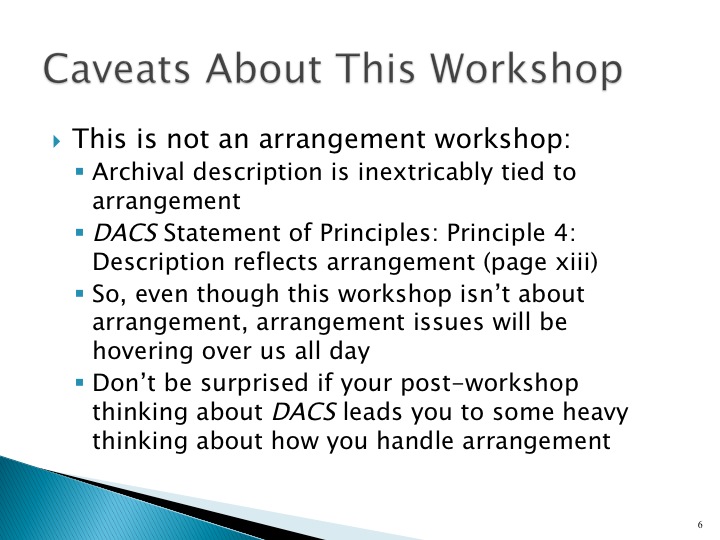 Caveats About This Workshop
This is not an arrangement workshop:
Archival description is inextricably tied to
arrangement
DACS Statement of Principles: Principle 4:
Description reflects arrangement (page xiii)
So, even though this workshop isn’t about
arrangement, arrangement issues will be
hovering over us all day
Don’t be surprised if your post-workshop
thinking about DACS leads you to some heavy
thinking about how you handle arrangement
6